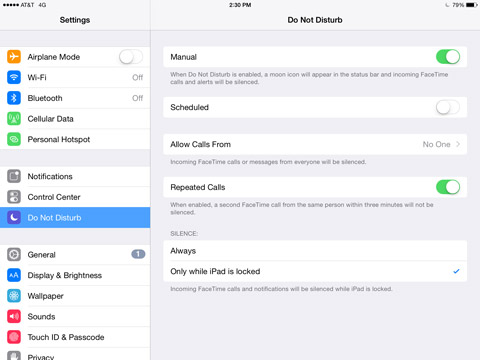 AT&T 4G
2:30 PM
79%
Settings
Airplane Mode
Wi-Fi Off
Bluetooth Off
Cellular Data
Personal Hotspot
Notifications
Control Center
Do Not Disturb
General 1
Display & Brightness
Wallpaper
Sounds
Touch ID & Passcode
Privacy
Do Not Disturb
Manual
When Do Not Disturb is enabled, a moon icon will appear in the status bar and incoming FaceTime
calls and alerts will be silenced.
Scheduled
Allow Calls From No One
Incoming FaceTime calls or messages from everyone will be silenced.
Repeated Calls
When enabled, a second FaceTime call from the same person within three minutes will not be
silenced.
SILENCE:
Always
Only while iPad is locked
Incoming FaceTime calls and notifications will be silenced while iPad is locked.